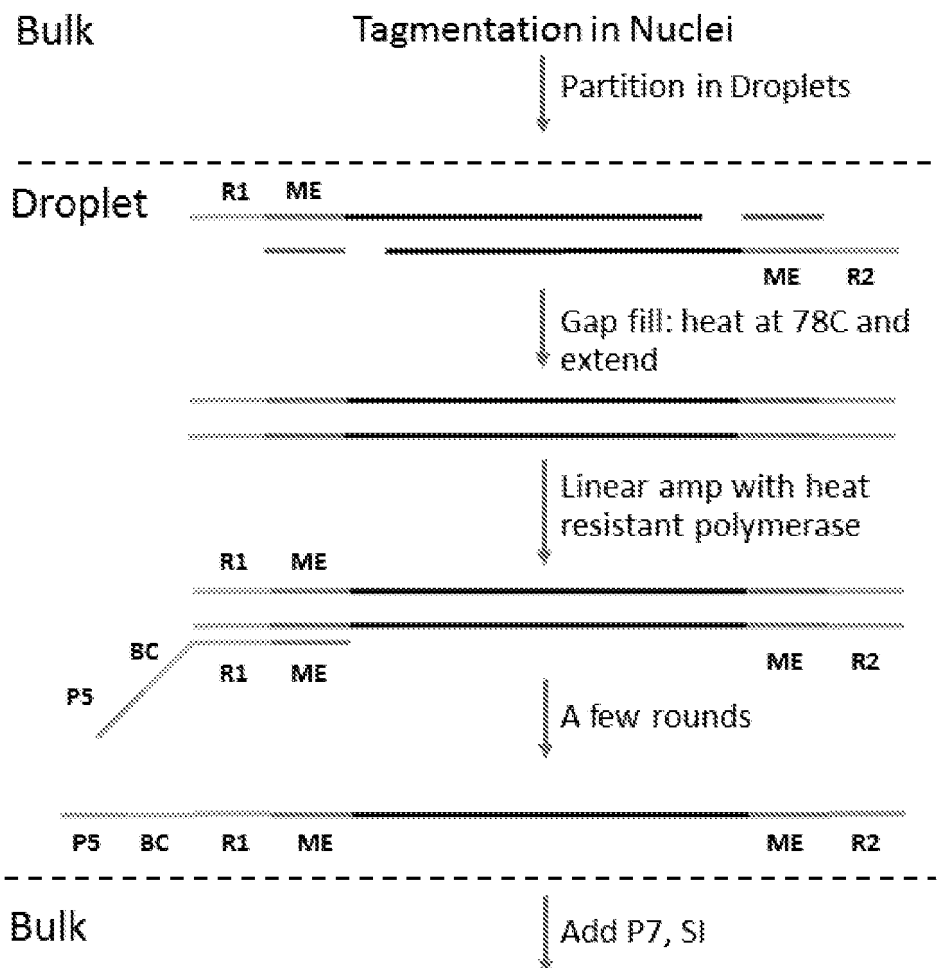 Bulk
Tagmentation in Nuclei
Partition in Droplets
Droplet
R1 ME
ME R2
Gap fill: heat at 78C and
extend
Linear amp with heat
resistant polymerase
R1 ME
BC
R1 ME
ME R2
P5
A few rounds
P5 BC R1 ME ME R2
Bulk
Add P7, SI